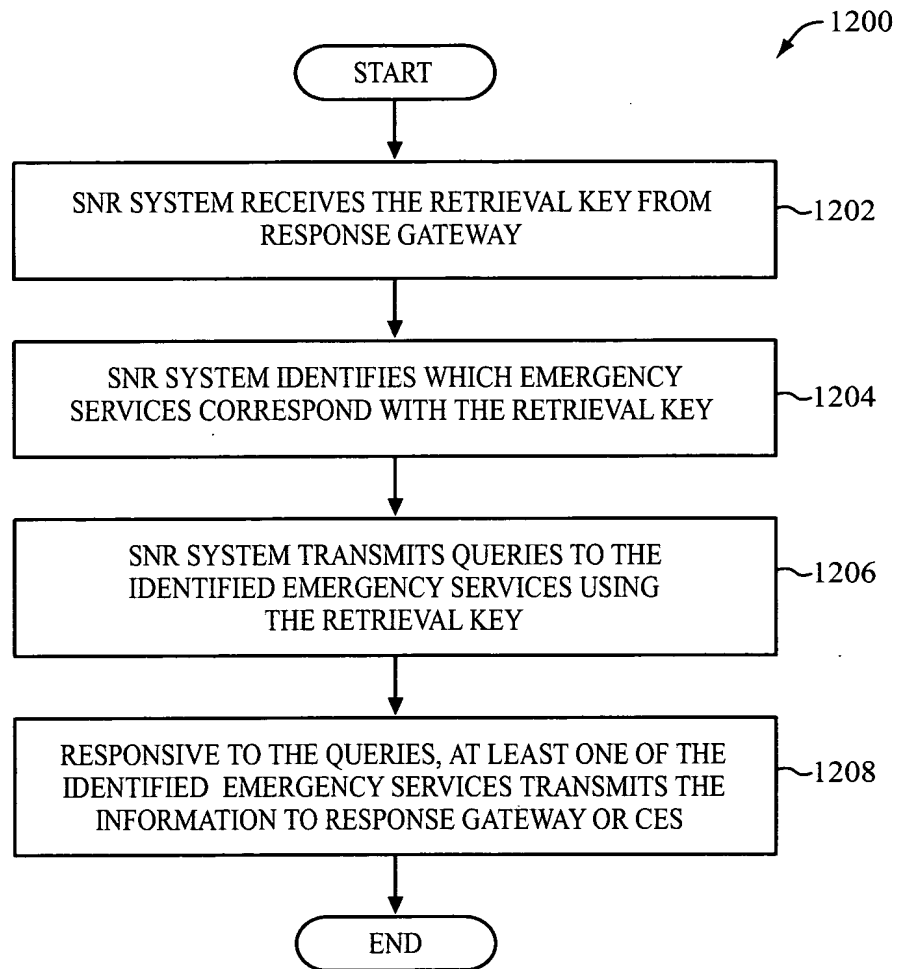 1200
START
SNR SYSTEM RECEIVES THE RETRIEVAL KEY FROM
RESPONSE GATEWAY
1202
SNR SYSTEM IDENTIFIES WHICH EMERGENCY
SERVICES CORRESPOND WITH THE RETRIEVAL KEY
1204
SNR SYSTEM TRANSMITS QUERIES TO THE
IDENTIFIED EMERGENCY SERVICES USING
THE RETRIEVAL KEY
1206
RESPONSIVE TO THE QUERIES, AT LEAST ONE OF THE
IDENTIFIED EMERGENCY SERVICES TRANSMITS THE
INFORMATION TO RESPONSE GATEWAY OR CES
1208
END